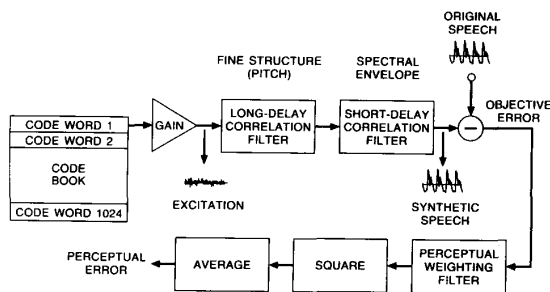 ORIGINAL
SPEECH
FINE STRUCTURE
(PITCH)
SPECTRAL
ENVELOPE
CODE WORD 1
CODE WORD 2
CODE
BOOK
CODE WORD 1024
GAIN
LONG-DELAY
CORRELATION
FILTER
SHORT-DELAY
CORRELATION
FILTER
OBJECTIVE
ERROR
EXCITATION
SYNTHETIC
SPEECH
PERCEPTUAL
ERROR
AVERAGE
SQUARE
PERCEPTUAL
WEIGHTING
FILTER